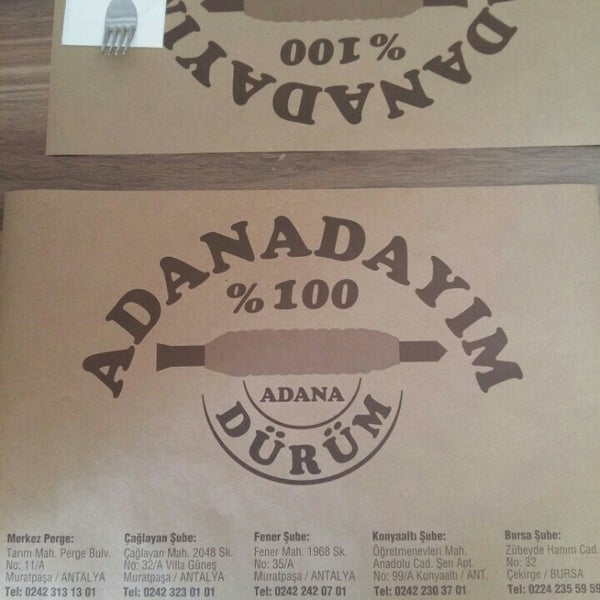 % 100
ADANADAYIM
ADANADAYIM
% 100
ADANA
DÜRÜM
Merkez Perge:
Tarım Mah. Perge Bulv.
No: 11/A
Muratpaşa / ANTALYA
Tel: 0242 313 13 01
Çağlayan Şube:
Çağlayan Mah. 2048 Sk.
No: 32/A Villa Güneş
Muratpaşa / ANTALYA
Tel: 0242 323 01 01
Fener Şube:
Fener Mah. 1968 Sk.
No: 35/A
Muratpaşa / ANTALYA
Tel: 0242 242 07 01
Konyaaltı Şube:
Öğretmenevleri Mah.
Anadolu Cad. Şen Apt.
No: 99/A Konyaaltı / ANT.
Tel: 0242 230 37 01
Bursa Şube:
Zübeyde Hanım Cad.
No: 32
Çekirge / BURSA
Tel: 0224 235 59 59